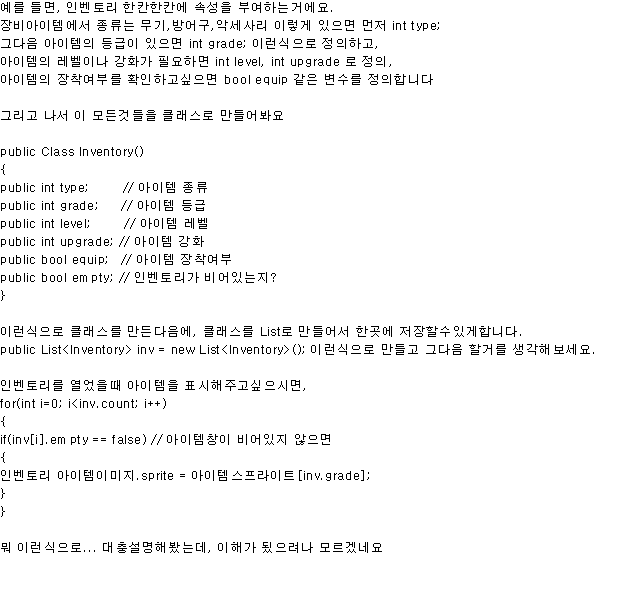 예를 들면, 인벤토리 한칸한칸에 속성을 부여하는거에요.
장비아이템에서 종류는 무기,방어구,악세사리 이렇게 있으면 먼저 int type;
그다음 아이템의 등급이 있으면 int grade; 이런식으로 정의하고,
아이템의 레벨이나 강화가 필요하면 int level, int upgrade 로 정의,
아이템의 장착여부를 확인하고싶으면 bool equip 같은 변수를 정의합니다
그리고 나서 이 모든것들을 클래스로 만들어봐요
public Class Inventory()
{
public int type; // 아이템 종류
public int grade; // 아이템 등급
public int level; // 아이템 레벨
public int upgrade; // 아이템 강화
public bool equip; // 아이템 장착여부
public bool empty; // 인벤토리가 비어있는지?
}
이런식으로 클래스를 만든다음에, 클래스를 List로 만들어서 한곳에 저장할수있게합니다.
public List<Inventory> inv = new List<Inventory>(); 이런식으로 만들고 그다음 할거를 생각해보세요.
인벤토리를 열었을때 아이템을 표시해주고싶으시면,
for(int i=0; i<inv.count; i++)
{
if(inv[i].empty == false) // 아이템창이 비어있지 않으면
{
인벤토리 아이템이미지.sprite = 아이템스프라이트[inv.grade];
}
}
뭐 이런식으로... 대충설명해봤는데, 이해가 됬으려나 모르겠네요